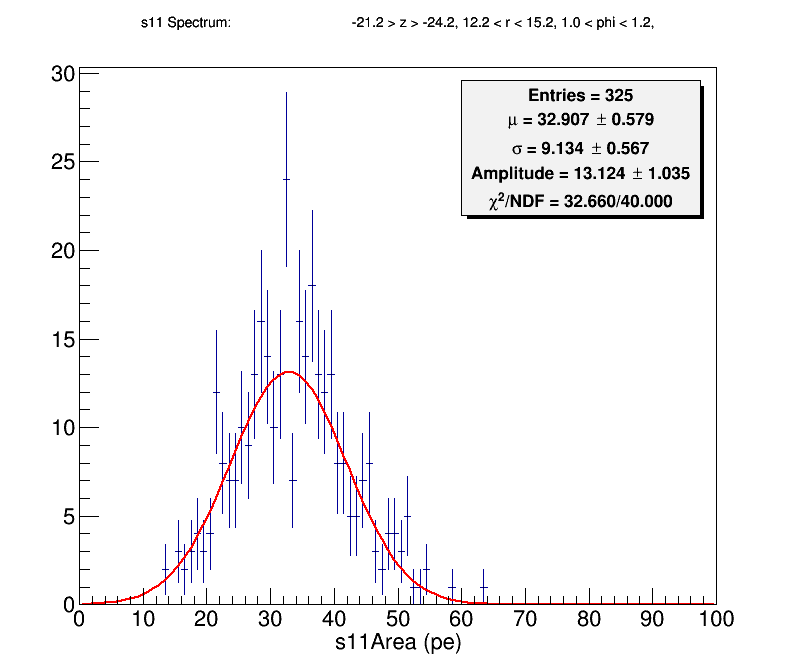 s11 Spectrum: -21.2 > z > -24.2, 12.2 < r < 15.2, 1.0 < phi < 1.2,
Entries = 325
μ = 32.907 ± 0.579
σ = 9.134 ± 0.567
Amplitude = 13.124 ± 1.035
χ²/NDF = 32.660/40.000
30
25
20
15
10
5
0
0 10 20 30 40 50 60 70 80 90 100
s11Area (pe)